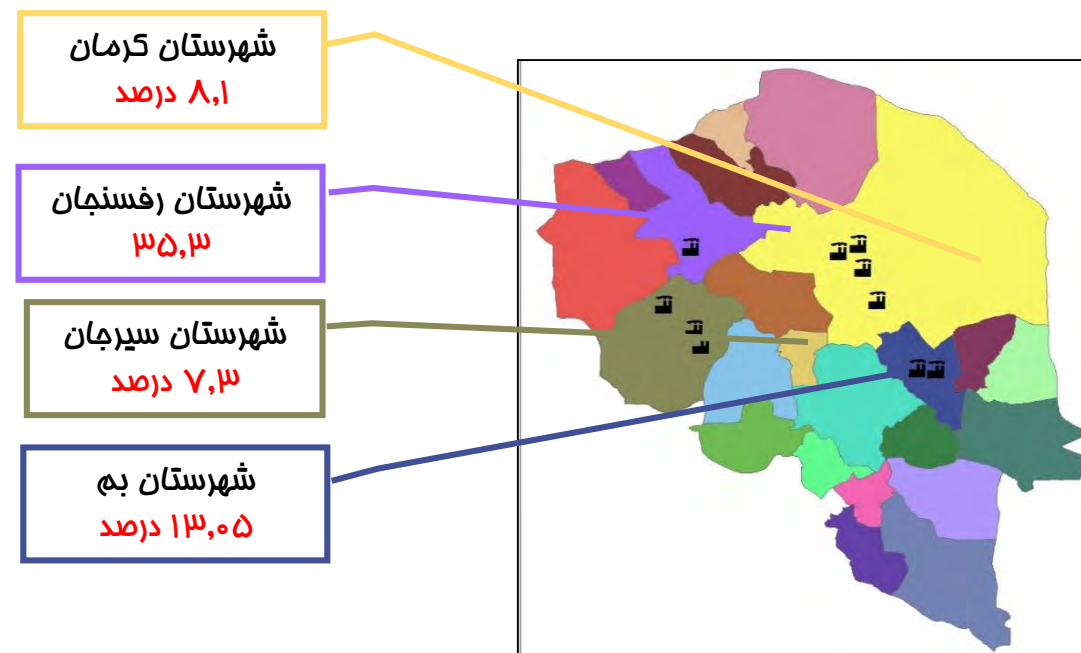 شهرستان کرمان
۸,۱ درصد
شهرستان رفسنجان
۳۵,۳
شهرستان سیرجان
۷,۳ درصد
شهرستان بم
۱۳,۰۵ درصد